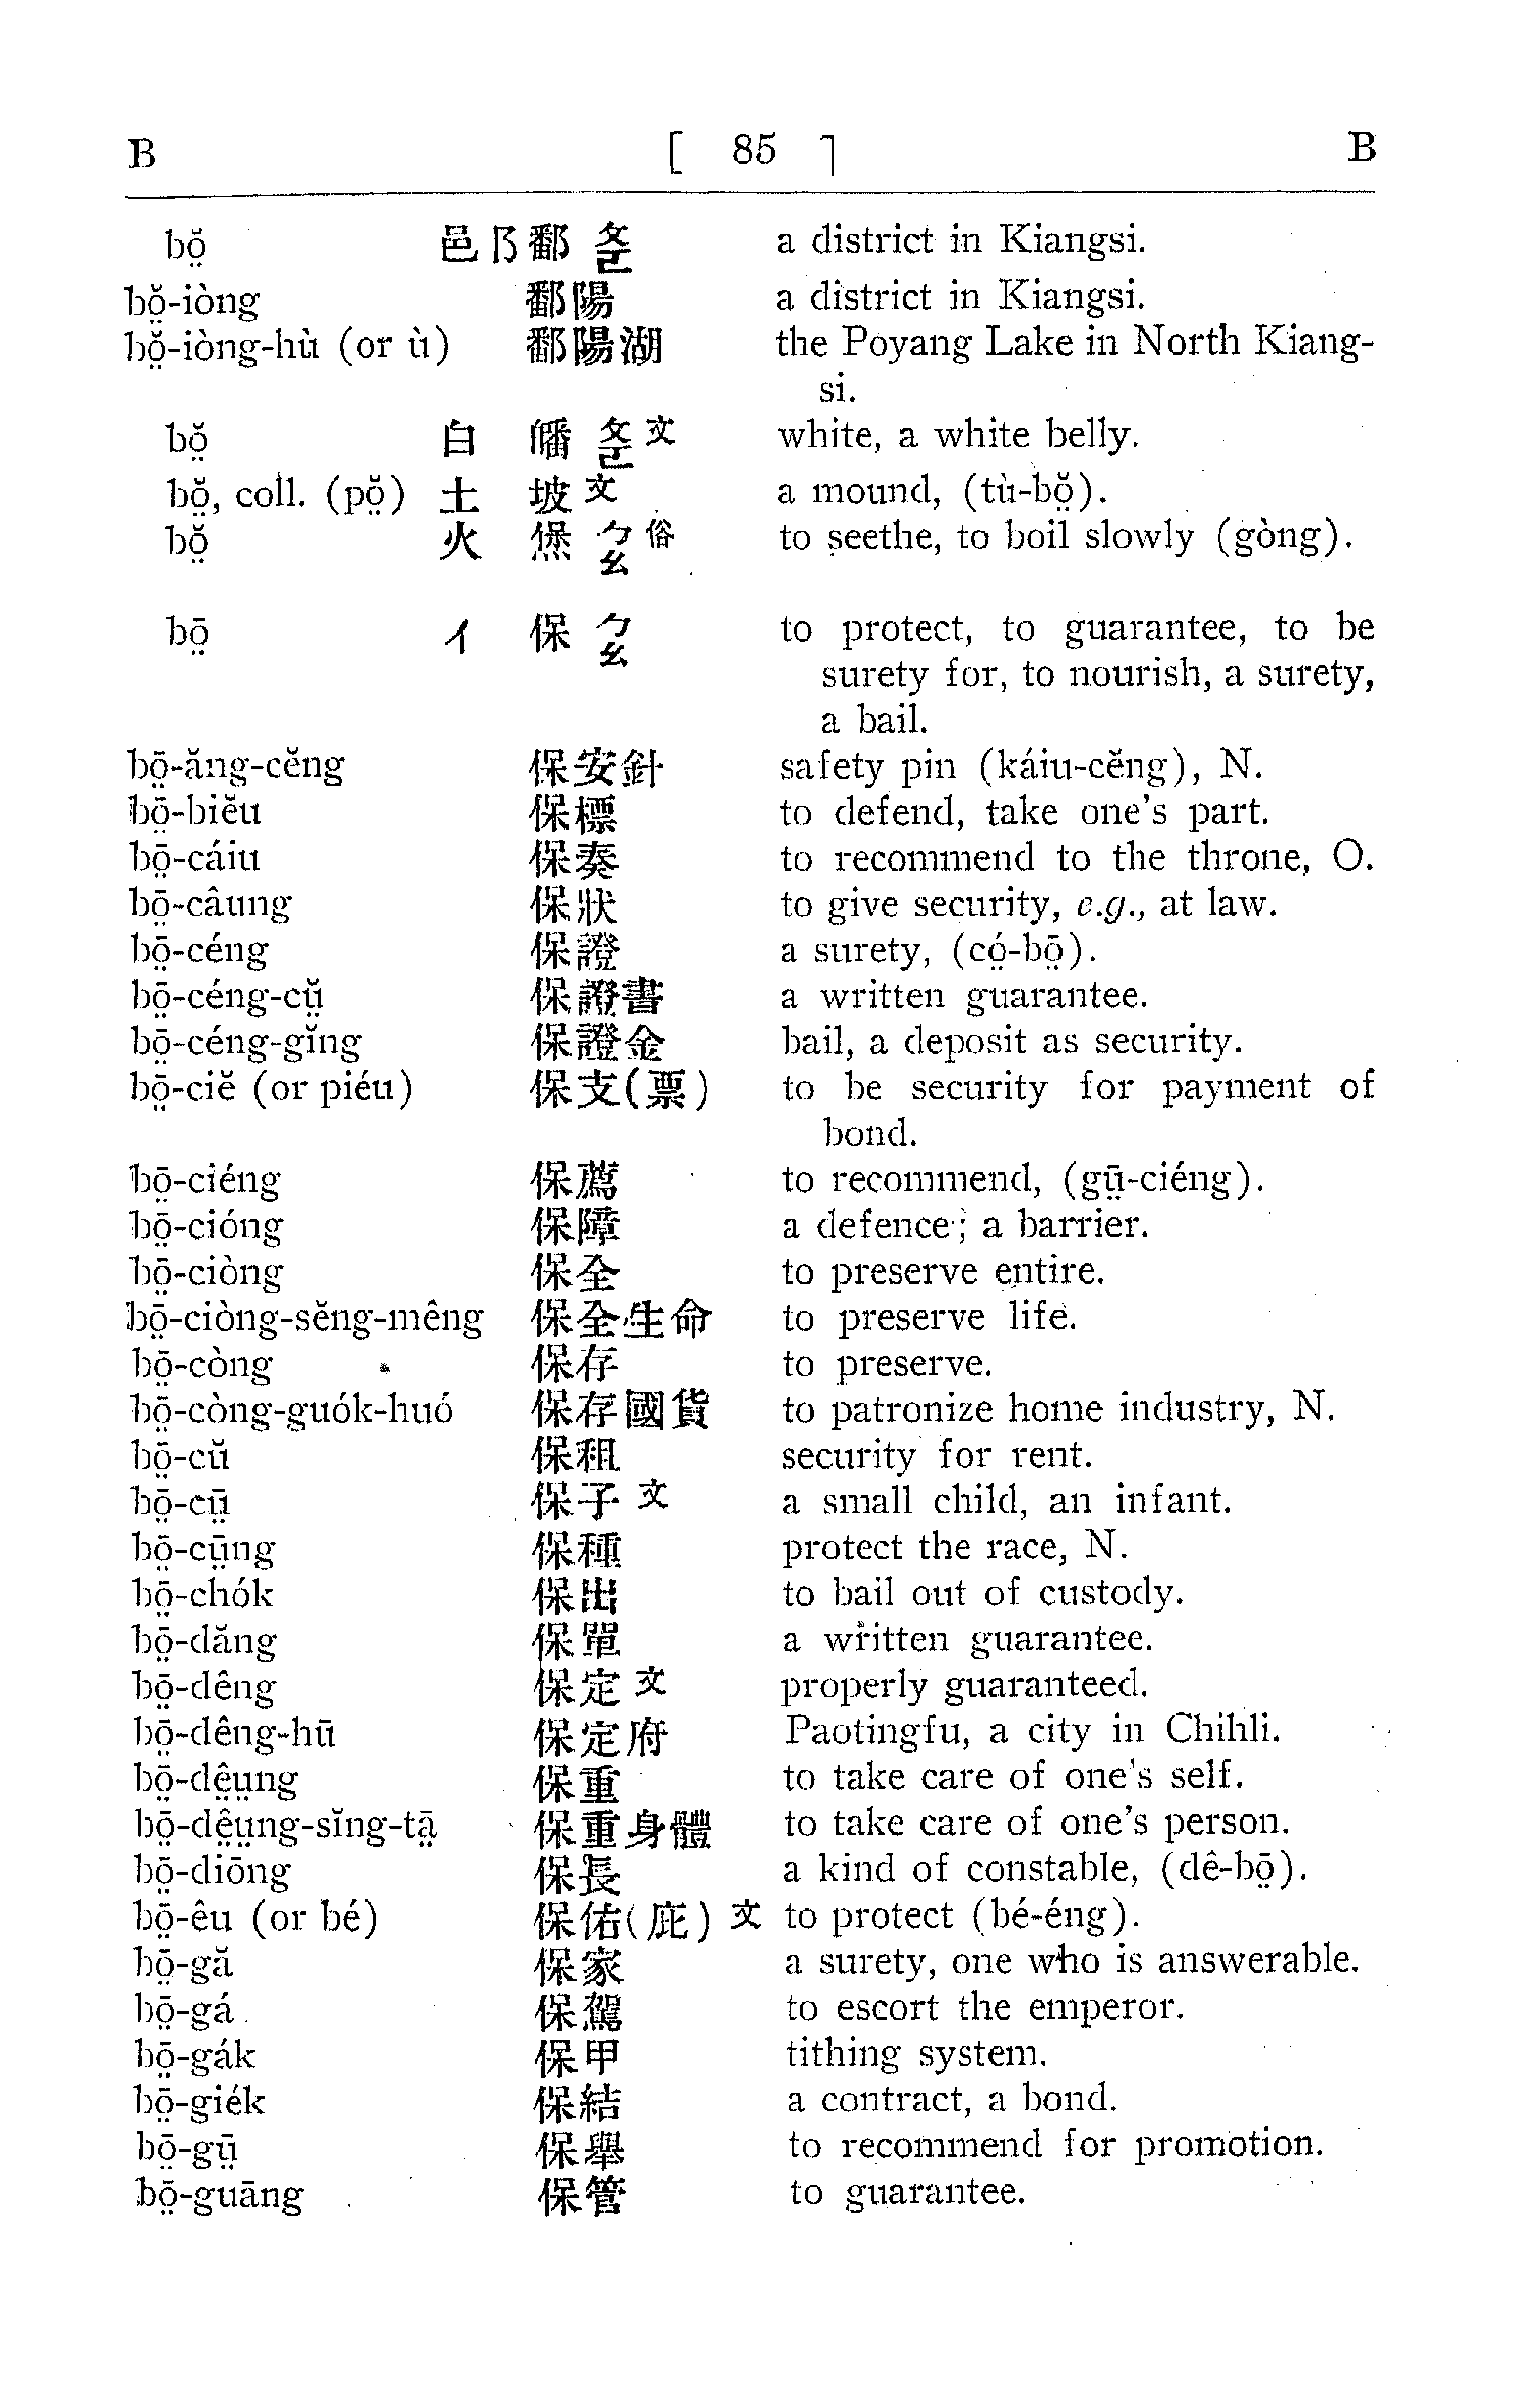 B [ 85 ] B
bŏ̤ 邑阝鄱 a district in Kiangsi.
bŏ̤-iòng 鄱陽 a district in Kiangsi.
bŏ̤-iòng-hù (or ù) 鄱陽湖 the Poyang Lake in North Kiang-
si.
bŏ̤ 白 皤 文 white, a white belly.
bŏ̤, coll. (pŏ̤) 土 坡 文 a mound, (tù-bŏ̤).
bŏ̤ 火 煲 ㄅㄠ 俗 to seethe, to boil slowly (gòng).
bō̤ 亻 保 ㄅㄠ to protect, to guarantee, to be
surety for, to nourish, a surety,
a bail.
bō̤-ăng-cĕng 保安針 safety pin (káiu-cĕng), N.
bō̤-biĕu 保標 to defend, take one's part.
bō̤-cáiu 保奏 to recommend to the throne, O.
bō̤-câung 保狀 to give security, e.g., at law.
bō̤-céng 保證 a surety, (có̤-bō̤).
bō̤-céng-cṳ̆ 保證書 a written guarantee.
bō̤-céng-gĭng 保證金 bail, a deposit as security.
bō̤-ciĕ (or piéu) 保支(票) to be security for payment of
bond.
bō̤-ciéng 保薦 to recommend, (gṳ̄-ciéng).
bō̤-cióng 保障 a defence; a barrier.
bō̤-ciòng 保全 to preserve entire.
bō̤-ciòng-sĕng-mêng 保全生命 to preserve life.
bō̤-còng 保存 to preserve.
bō̤-còng-guók-huó 保存國貨 to patronize home industry, N.
bō̤-cŭ 保租 security for rent.
bō̤-cṳ̄ 保子 文 a small child, an infant.
bō̤-cṳ̄ng 保種 protect the race, N.
bō̤-chók 保出 to bail out of custody.
bō̤-dăng 保單 a written guarantee.
bō̤-dêng 保定 文 properly guaranteed.
bō̤-dêng-hū 保定府 Paotingfu, a city in Chihli.
bō̤-dê̤ṳng 保重 to take care of one's self.
bō̤-dê̤ṳng-sĭng-tā̤ 保重身體 to take care of one's person.
bō̤-diōng 保長 a kind of constable, (dê-bō̤).
bō̤-êu (or bé) 保佑(庇) 文 to protect (bé-éng).
bō̤-gă 保家 a surety, one who is answerable.
bō̤-gá 保駕 to escort the emperor.
bō̤-gák 保甲 tithing system.
bō̤-giék 保結 a contract, a bond.
bō̤-gṳ̄ 保舉 to recommend for promotion.
bō̤-guāng 保管 to guarantee.